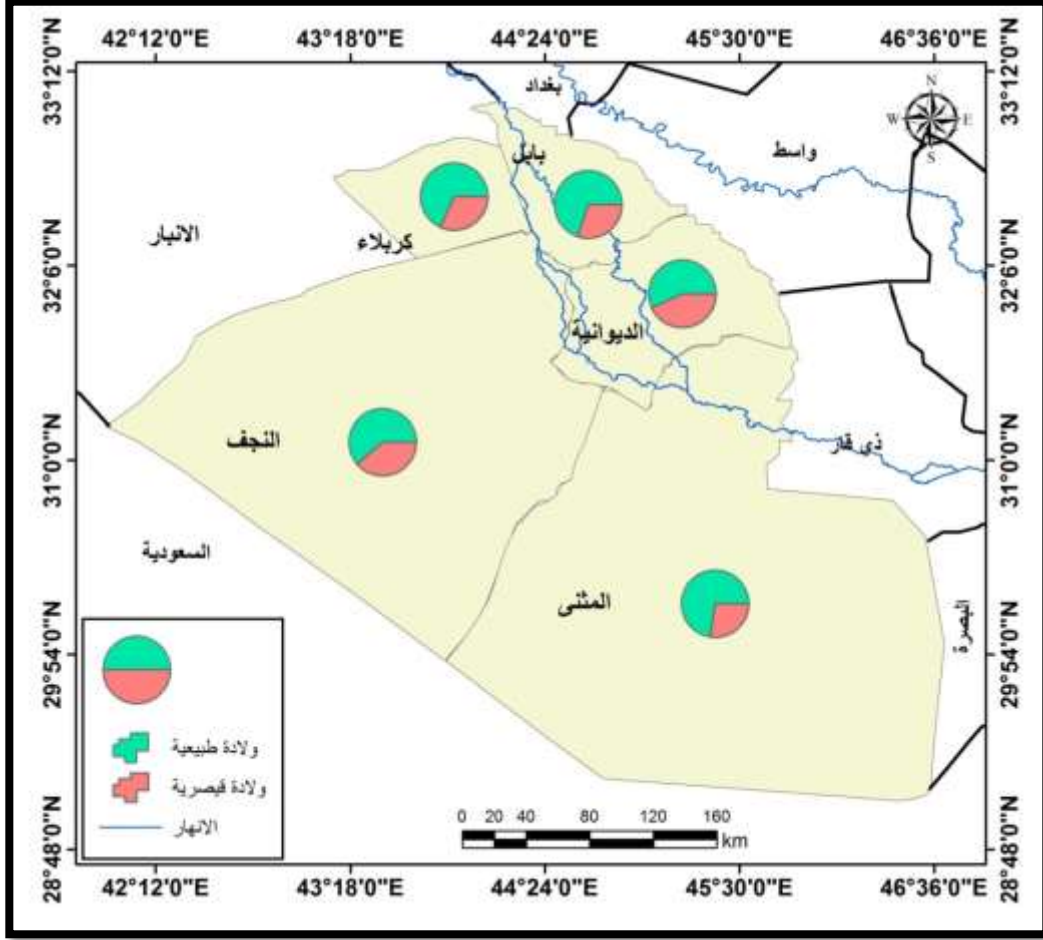 42°12'0"E 43°18'0"E 44°24'0"E 45°30'0"E 46°36'0"E
33°12'0"N
32°6'0"N
31°0'0"N
29°54'0"N
28°48'0"N
33°12'0"N
32°6'0"N
31°0'0"N
29°54'0"N
28°48'0"N
N
W E
S
بغداد
واسط
بابل
الانبار
كربلاء
الديوانية
النجف
ذي قار
السعودية
المثنى
البصرة
ولادة طبيعية
ولادة قيصرية
الانهار
0 20 40 80 120 160
km
42°12'0"E 43°18'0"E 44°24'0"E 45°30'0"E 46°36'0"E